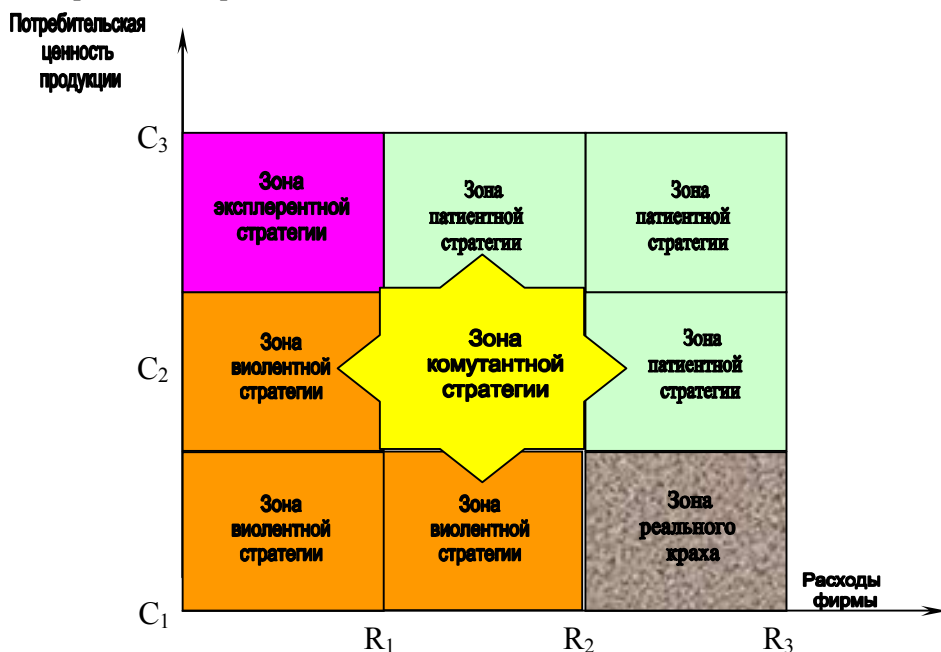 Потребительская
ценность
продукции
C3
Зона
эксплерентной
стратегии
Зона
патиентной
стратегии
Зона
патиентной
стратегии
C2
Зона
виолентной
стратегии
Зона
комутантной
стратегии
Зона
патиентной
стратегии
Зона
виолентной
стратегии
Зона
виолентной
стратегии
Зона
реального
краха
C1
Расходы
фирмы
R1
R2
R3